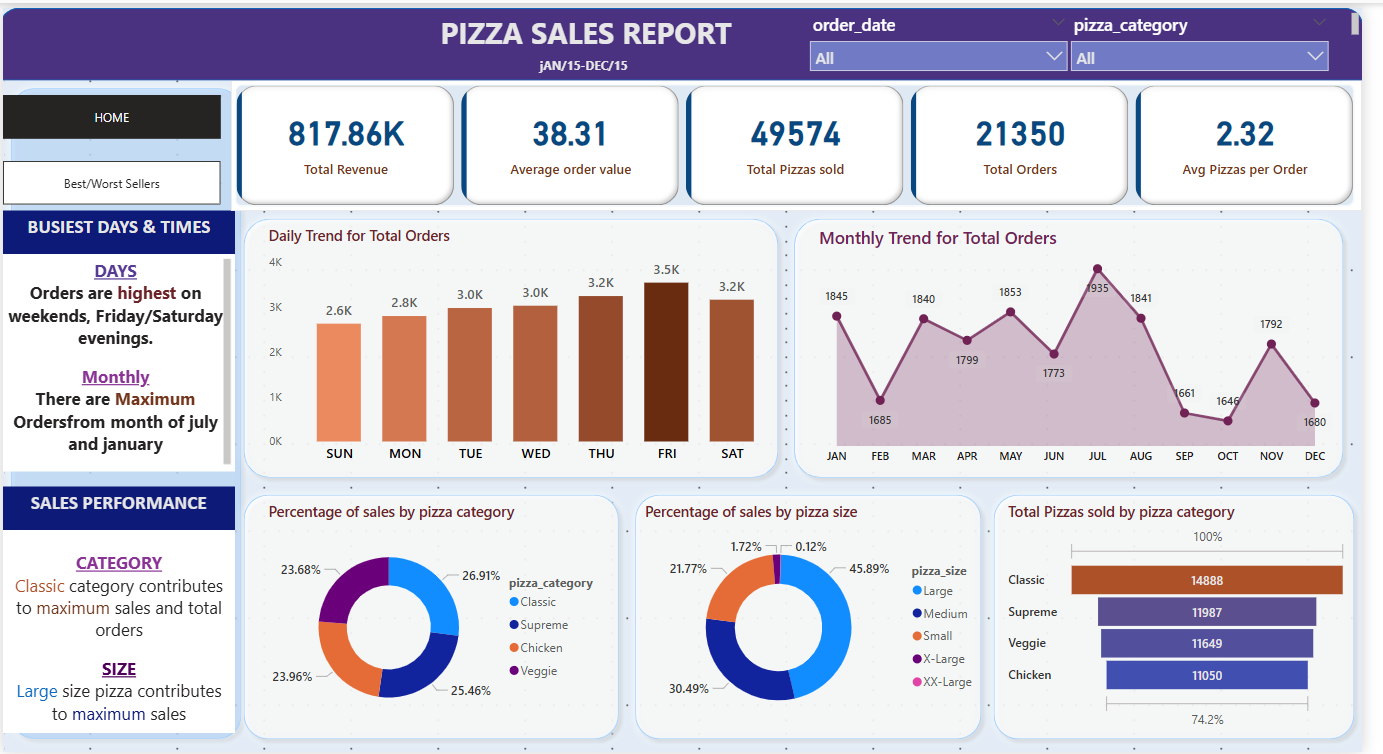 PIZZA SALES REPORT
jAN/15-DEC/15
order_date
All
pizza_category
All
HOME
Best/Worst Sellers
817.86K
Total Revenue
38.31
Average order value
49574
Total Pizzas sold
21350
Total Orders
2.32
Avg Pizzas per Order
BUSIEST DAYS & TIMES
DAYS
Orders are highest on
weekends, Friday/Saturday
evenings.
Monthly
There are Maximum
Ordersfrom month of july
and january
SALES PERFORMANCE
CATEGORY
Classic category contributes
to maximum sales and total
orders
SIZE
Large size pizza contributes
to maximum sales
Daily Trend for Total Orders
4K
3K
2K
1K
0K
2.6K
2.8K
3.0K
3.0K
3.2K
3.5K
3.2K
SUN MON TUE WED THU FRI SAT
Monthly Trend for Total Orders
1845
1685
1840
1799
1853
1773
1935
1841
1661
1646
1792
1680
JAN FEB MAR APR MAY JUN JUL AUG SEP OCT NOV DEC
Percentage of sales by pizza category
23.68%
26.91%
23.96%
25.46%
pizza_category
Classic
Supreme
Chicken
Veggie
Percentage of sales by pizza size
1.72%
0.12%
21.77%
45.89%
30.49%
pizza_size
Large
Medium
Small
X-Large
XX-Large
Total Pizzas sold by pizza category
100%
Classic 14888
Supreme 11987
Veggie 11649
Chicken 11050
74.2%